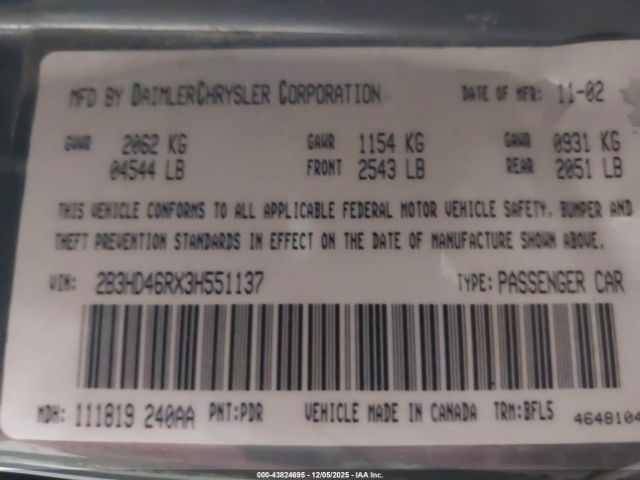 MFD BY DAIMLERCHRYSLER CORPORATION DATE OF MFR: 11-02
GVWR 2062 KG GAWR 1154 KG GAWR 0931 KG
04544 LB FRONT 2543 LB REAR 2051 LB
THIS VEHICLE CONFORMS TO ALL APPLICABLE FEDERAL MOTOR VEHICLE SAFETY, BUMPER AND
THEFT PREVENTION STANDARDS IN EFFECT ON THE DATE OF MANUFACTURE SHOWN ABOVE.
VIN: 2B3HD46RX3H551137 TYPE: PASSENGER CAR
MDH: 111819 240AA PNT:PDR VEHICLE MADE IN CANADA TRM:BFL5 4648104
000-43824695 - 12/05/2025 - IAA Inc.